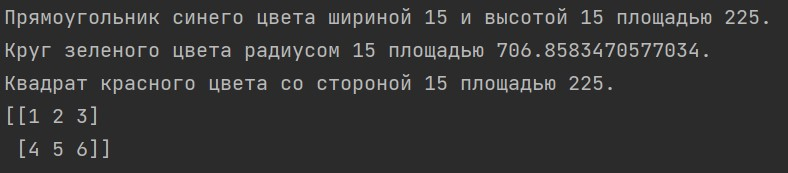 Прямоугольник синего цвета шириной 15 и высотой 15 площадью 225.
Круг зеленого цвета радиусом 15 площадью 706.8583470577034.
Квадрат красного цвета со стороной 15 площадью 225.
[[1 2 3]
 [4 5 6]]